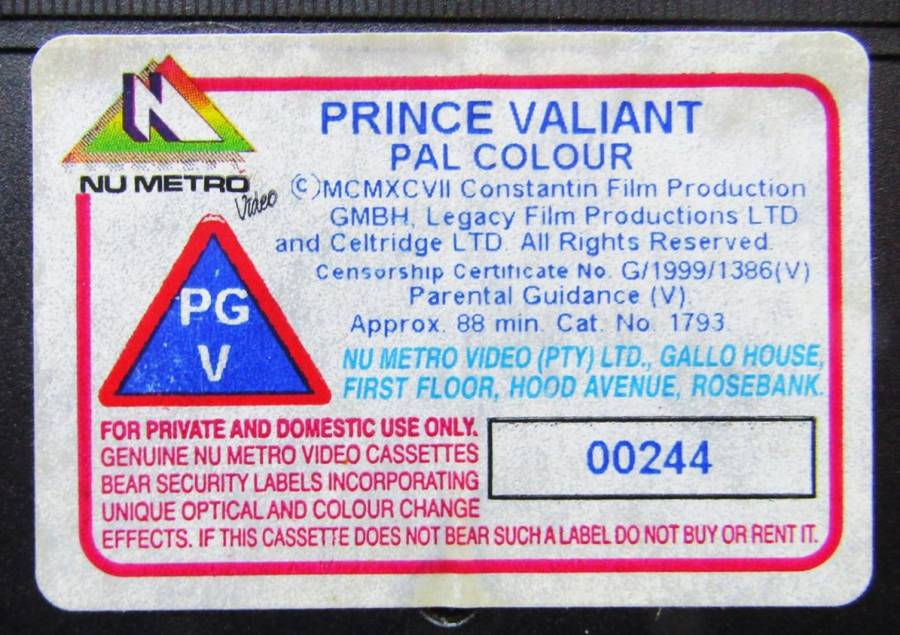 N
NU METRO
Video
PRINCE VALIANT
PAL COLOUR
©MCMXCVII Constantin Film Production
GMBH, Legacy Film Productions LTD
and Celtridge LTD. All Rights Reserved.
Censorship Certificate No. G/1999/1386(V)
Parental Guidance (V).
Approx. 88 min. Cat. No. 1793.
PG
V
NU METRO VIDEO (PTY) LTD., GALLO HOUSE,
FIRST FLOOR, HOOD AVENUE, ROSEBANK.
FOR PRIVATE AND DOMESTIC USE ONLY.
GENUINE NU METRO VIDEO CASSETTES
BEAR SECURITY LABELS INCORPORATING
UNIQUE OPTICAL AND COLOUR CHANGE
EFFECTS. IF THIS CASSETTE DOES NOT BEAR SUCH A LABEL DO NOT BUY OR RENT IT.
00244